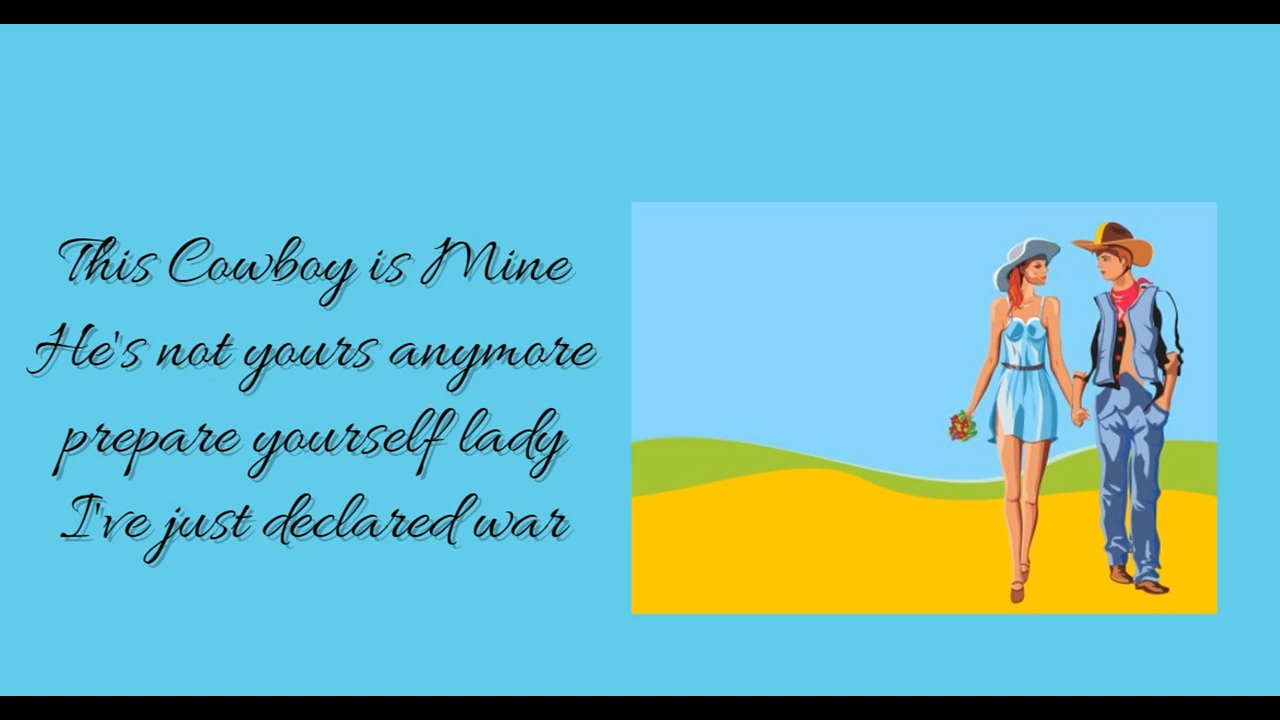 This Cowboy is Mine
He's not yours anymore
prepare yourself lady
I've just declared war